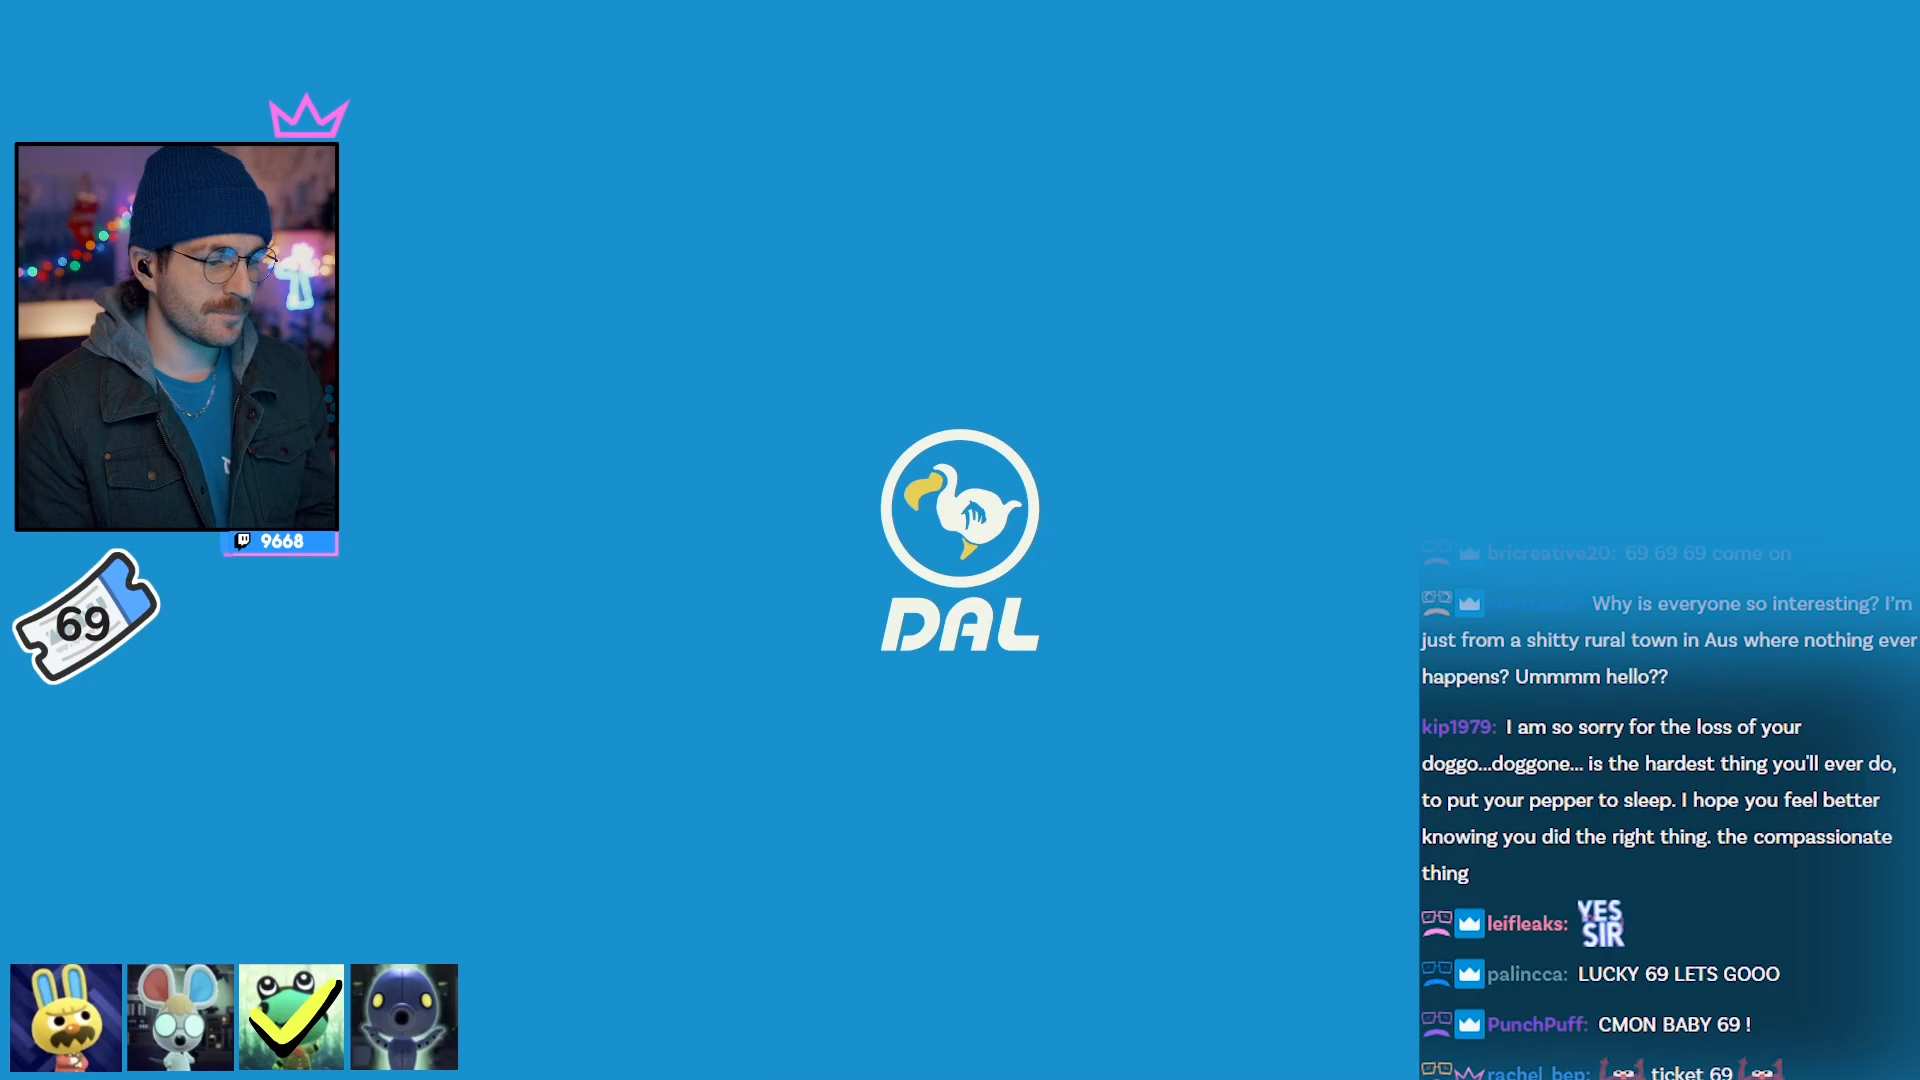 9668
69
DAL
bricreative20: 69 69 69 come on
Why is everyone so interesting? I'm
just from a shitty rural town in Aus where nothing ever
happens? Ummmm hello??
kip1979: I am so sorry for the loss of your
doggo...doggone... is the hardest thing you'll ever do,
to put your pepper to sleep. I hope you feel better
knowing you did the right thing. the compassionate
thing
leifleaks: YES
SIR
palincca: LUCKY 69 LETS GOOO
PunchPuff: CMON BABY 69 !
rachel_bep: ticket 69